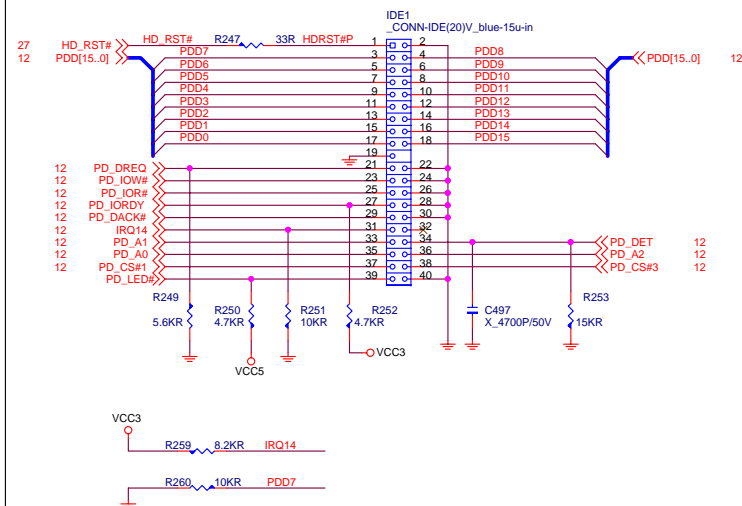 IDE1
_CONN-IDE(20)V_blue-15u-in
27 HD_RST# HD_RST# R247 33R HDRST#P 1 2
12 PDD[15..0] PDD7 3 4 PDD8 PDD[15..0] 12
PDD6 5 6 PDD9
PDD5 7 8 PDD10
PDD4 9 10 PDD11
PDD3 11 12 PDD12
PDD2 13 14 PDD13
PDD1 15 16 PDD14
PDD0 17 18 PDD15
19
12 PD_DREQ 21 22
12 PD_IOW# 23 24
12 PD_IOR# 25 26
12 PD_IORDY 27 28
12 PD_DACK# 29 30
12 IRQ14 31 32
12 PD_A1 33 34 PD_DET 12
12 PD_A0 35 36 PD_A2 12
12 PD_CS#1 37 38 PD_CS#3 12
PD_LED# 39 40
R249 R250 R251 R252 C497 R253
5.6KR 4.7KR 10KR 4.7KR X_4700P/50V 15KR
VCC3
VCC5
VCC3
R259 8.2KR IRQ14
R260 10KR PDD7